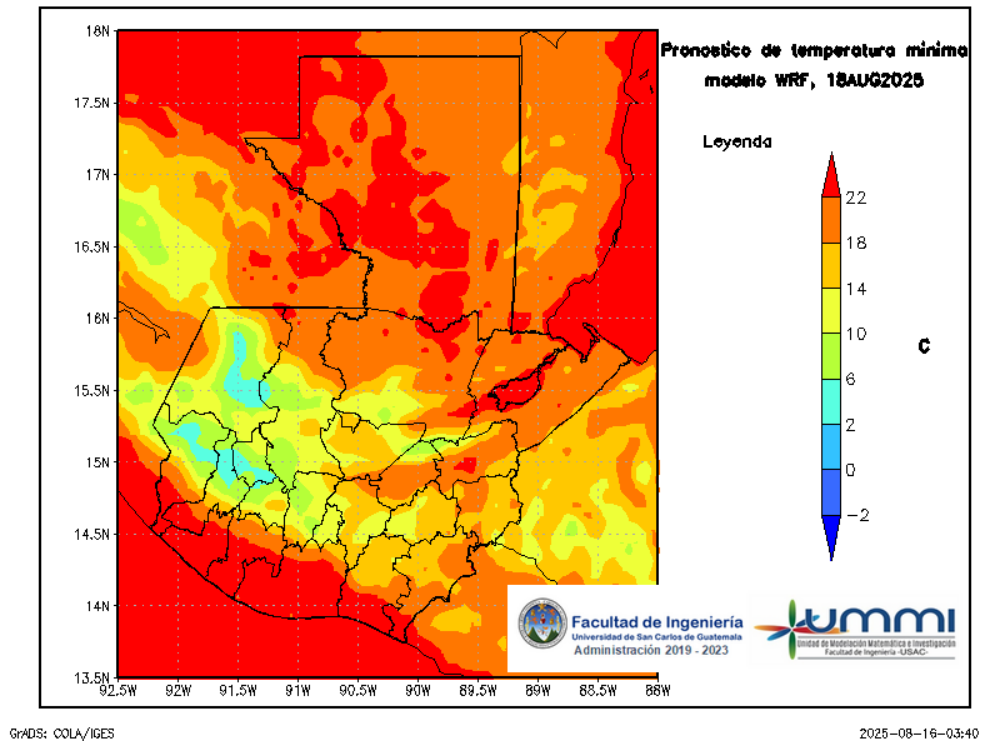 Pronostico de temperatura minima
modelo WRF, 18AUG2025
Leyenda
22
18
14
10
6
2
0
-2
C
18N
17.5N
17N
16.5N
16N
15.5N
15N
14.5N
14N
13.5N
92.5W 92W 91.5W 91W 90.5W 90W 89.5W 89W 88.5W 88W
Facultad de Ingeniería
Universidad de San Carlos de Guatemala
Administración 2019 - 2023
ummi
Unidad de Modelación Matemática e Investigación
Facultad de Ingeniería -USAC-
GrADS: COLA/IGES
2025-08-16-03:40